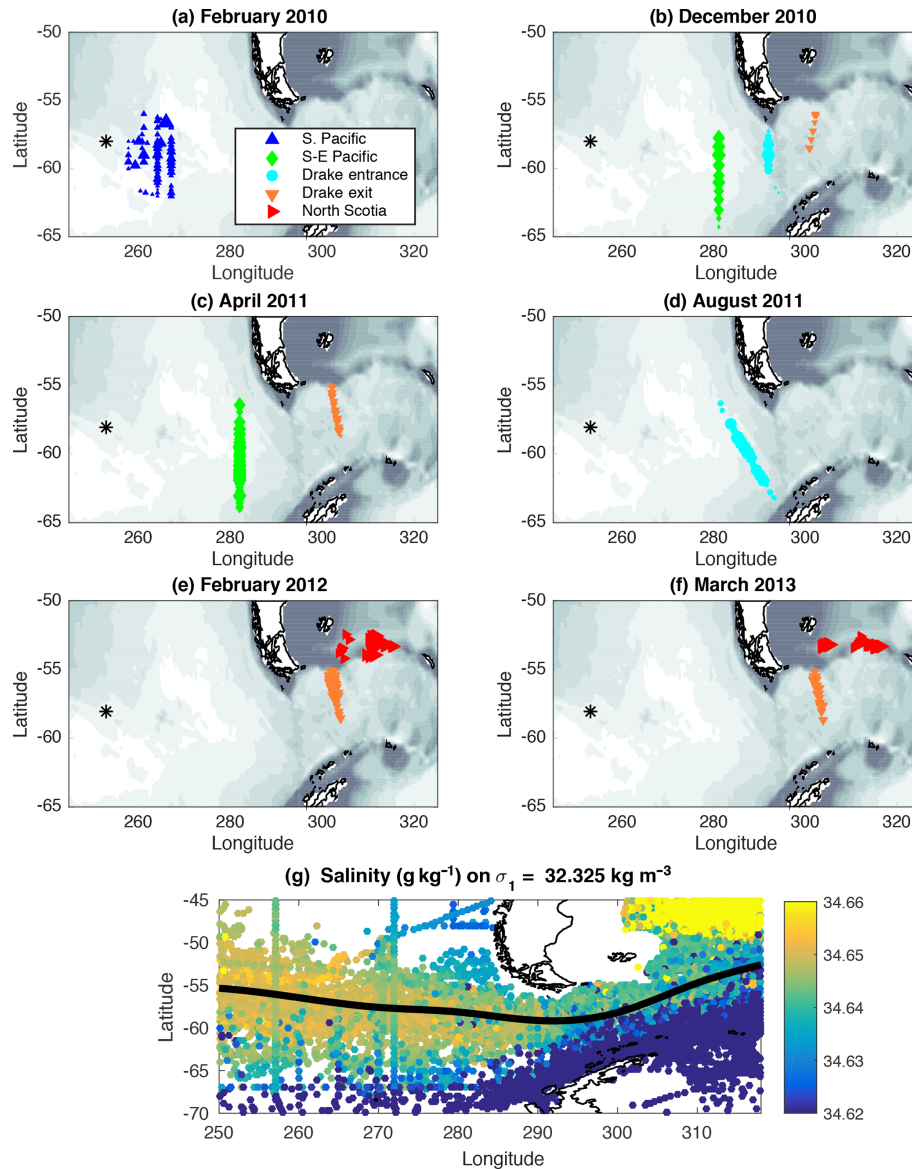 (a) February 2010
-50
-55
-60
-65
Latitude
260
280
300
320
Longitude
S. Pacific
S-E Pacific
Drake entrance
Drake exit
North Scotia
(b) December 2010
-50
-55
-60
-65
Latitude
260
280
300
320
Longitude
(c) April 2011
-50
-55
-60
-65
Latitude
260
280
300
320
Longitude
(d) August 2011
-50
-55
-60
-65
Latitude
260
280
300
320
Longitude
(e) February 2012
-50
-55
-60
-65
Latitude
260
280
300
320
Longitude
(f) March 2013
-50
-55
-60
-65
Latitude
260
280
300
320
Longitude
(g) Salinity (g kg⁻¹) on σ₁ = 32.325 kg m⁻³
-45
-50
-55
-60
-65
-70
Latitude
250
260
270
280
290
300
310
Longitude
34.66
34.65
34.64
34.63
34.62